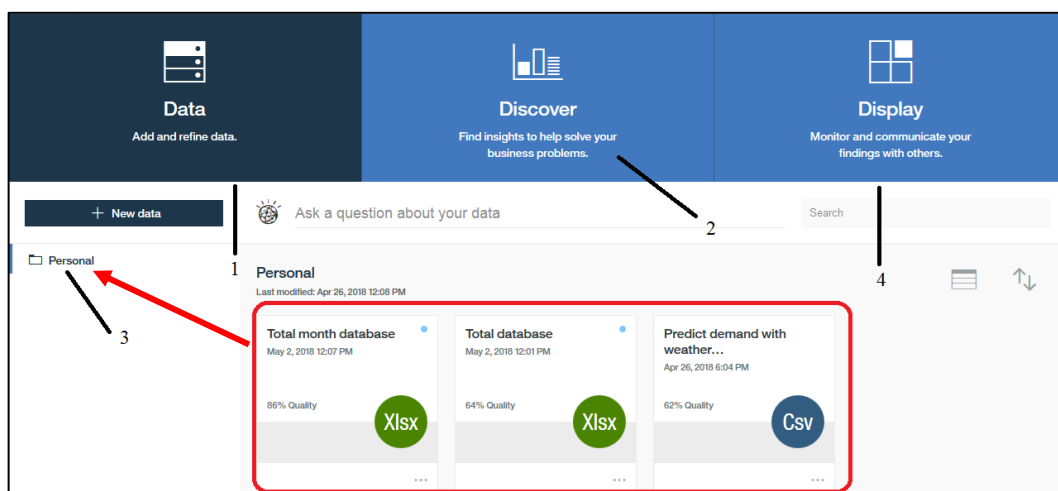 Data
Add and refine data.
Discover
Find insights to help solve your
business problems.
Display
Monitor and communicate your
findings with others.
+ New data
Ask a question about your data
Search
2
Personal
1
4
3
Personal
Last modified: Apr 26, 2018 12:08 PM
Total month database
May 2, 2018 12:07 PM
86% Quality
Xlsx
Total database
May 2, 2018 12:01 PM
64% Quality
Xlsx
Predict demand with
weather...
Apr 26, 2018 6:04 PM
62% Quality
Csv